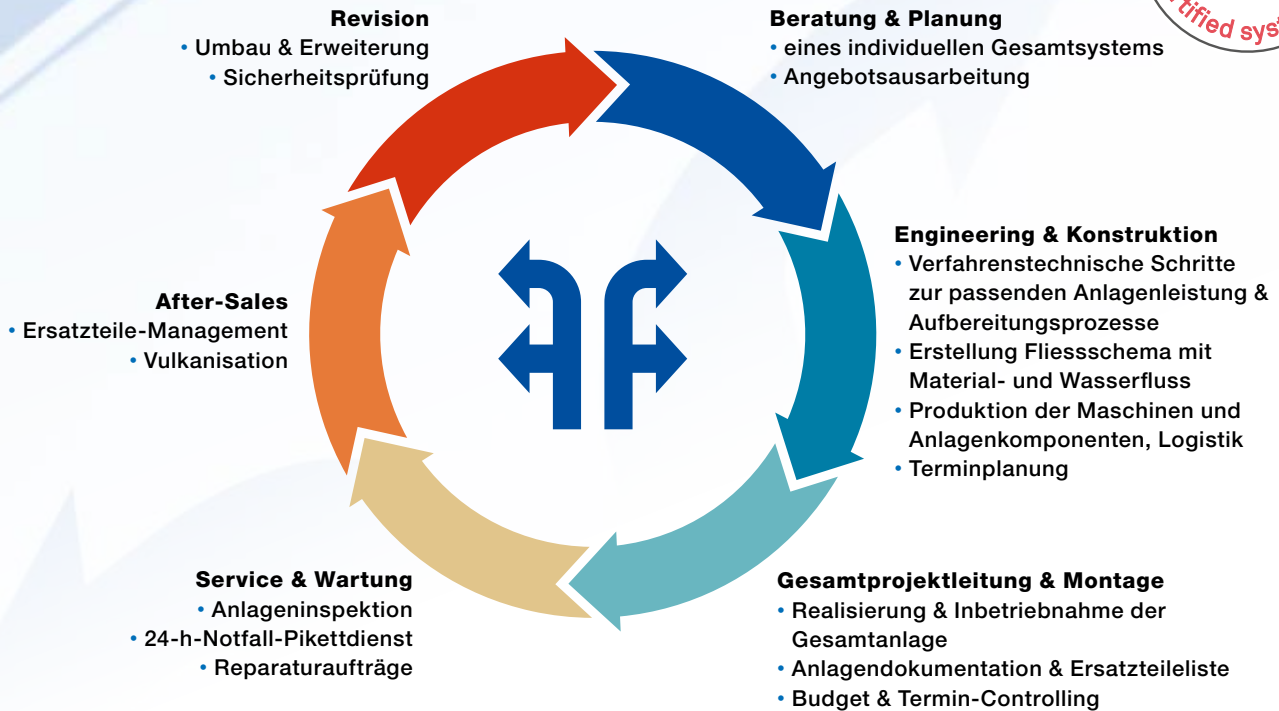 Revision
• Umbau & Erweiterung
• Sicherheitsprüfung
Beratung & Planung
• eines individuellen Gesamtsystems
• Angebotsausarbeitung
Engineering & Konstruktion
• Verfahrenstechnische Schritte
zur passenden Anlagenleistung &
Aufbereitungsprozesse
• Erstellung Fliessschema mit
Material- und Wasserfluss
• Produktion der Maschinen und
Anlagenkomponenten, Logistik
• Terminplanung
After-Sales
• Ersatzteile-Management
• Vulkanisation
Service & Wartung
• Anlageninspektion
• 24-h-Notfall-Pikettdienst
• Reparaturaufträge
Gesamtprojektleitung & Montage
• Realisierung & Inbetriebnahme der
Gesamtanlage
• Anlagendokumentation & Ersatzteileliste
• Budget & Termin-Controlling